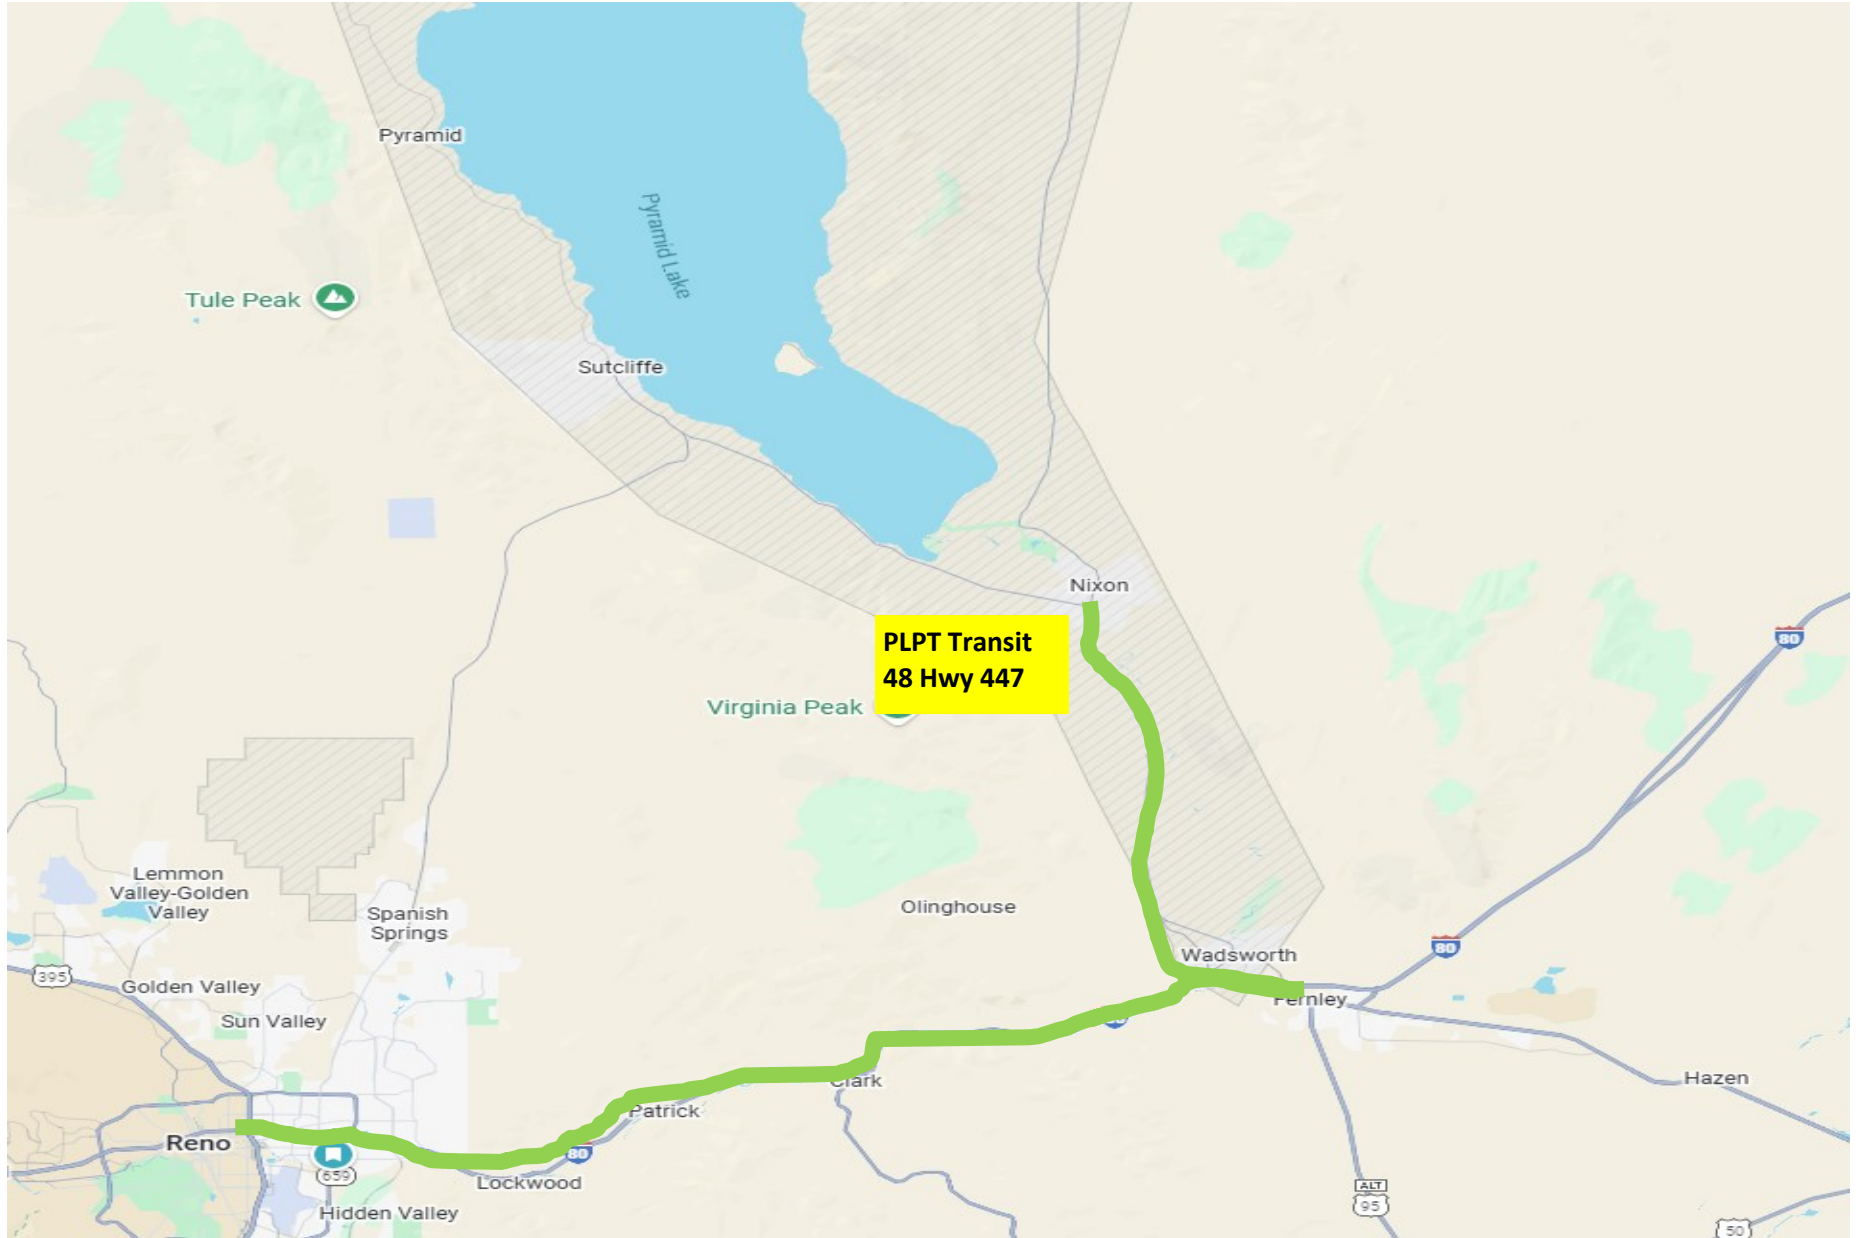 Pyramid
Pyramid Lake
Tule Peak
Sutcliffe
Nixon
80
PLPT Transit
48 Hwy 447
Virginia Peak
Lemmon
Valley-Golden
Valley
Olinghouse
Spanish
Springs
Wadsworth
80
395
Golden Valley
Fernley
Sun Valley
Clark
Hazen
Patrick
Reno
80
659
Lockwood
ALT
95
Hidden Valley
50